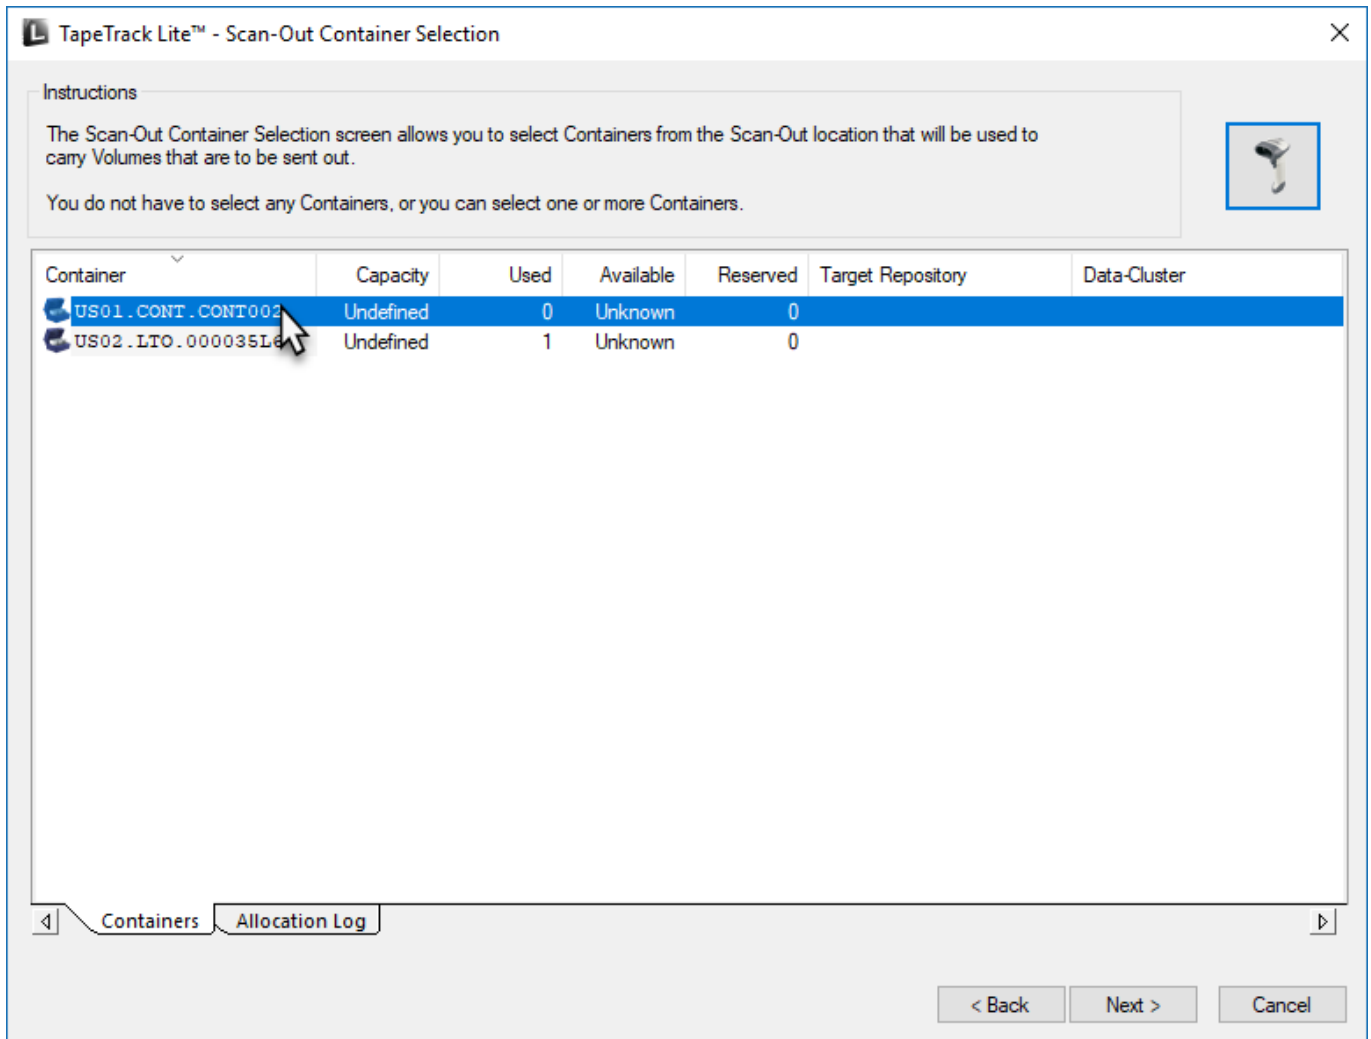 TapeTrack Lite™ - Scan-Out Container Selection
Instructions
The Scan-Out Container Selection screen allows you to select Containers from the Scan-Out location that will be used to
carry Volumes that are to be sent out.
You do not have to select any Containers, or you can select one or more Containers.
Container Capacity Used Available Reserved Target Repository Data-Cluster
US01.CONT.CONT002 Undefined 0 Unknown 0
Undefined 1 Unknown 0
Containers Allocation Log
< Back Next > Cancel